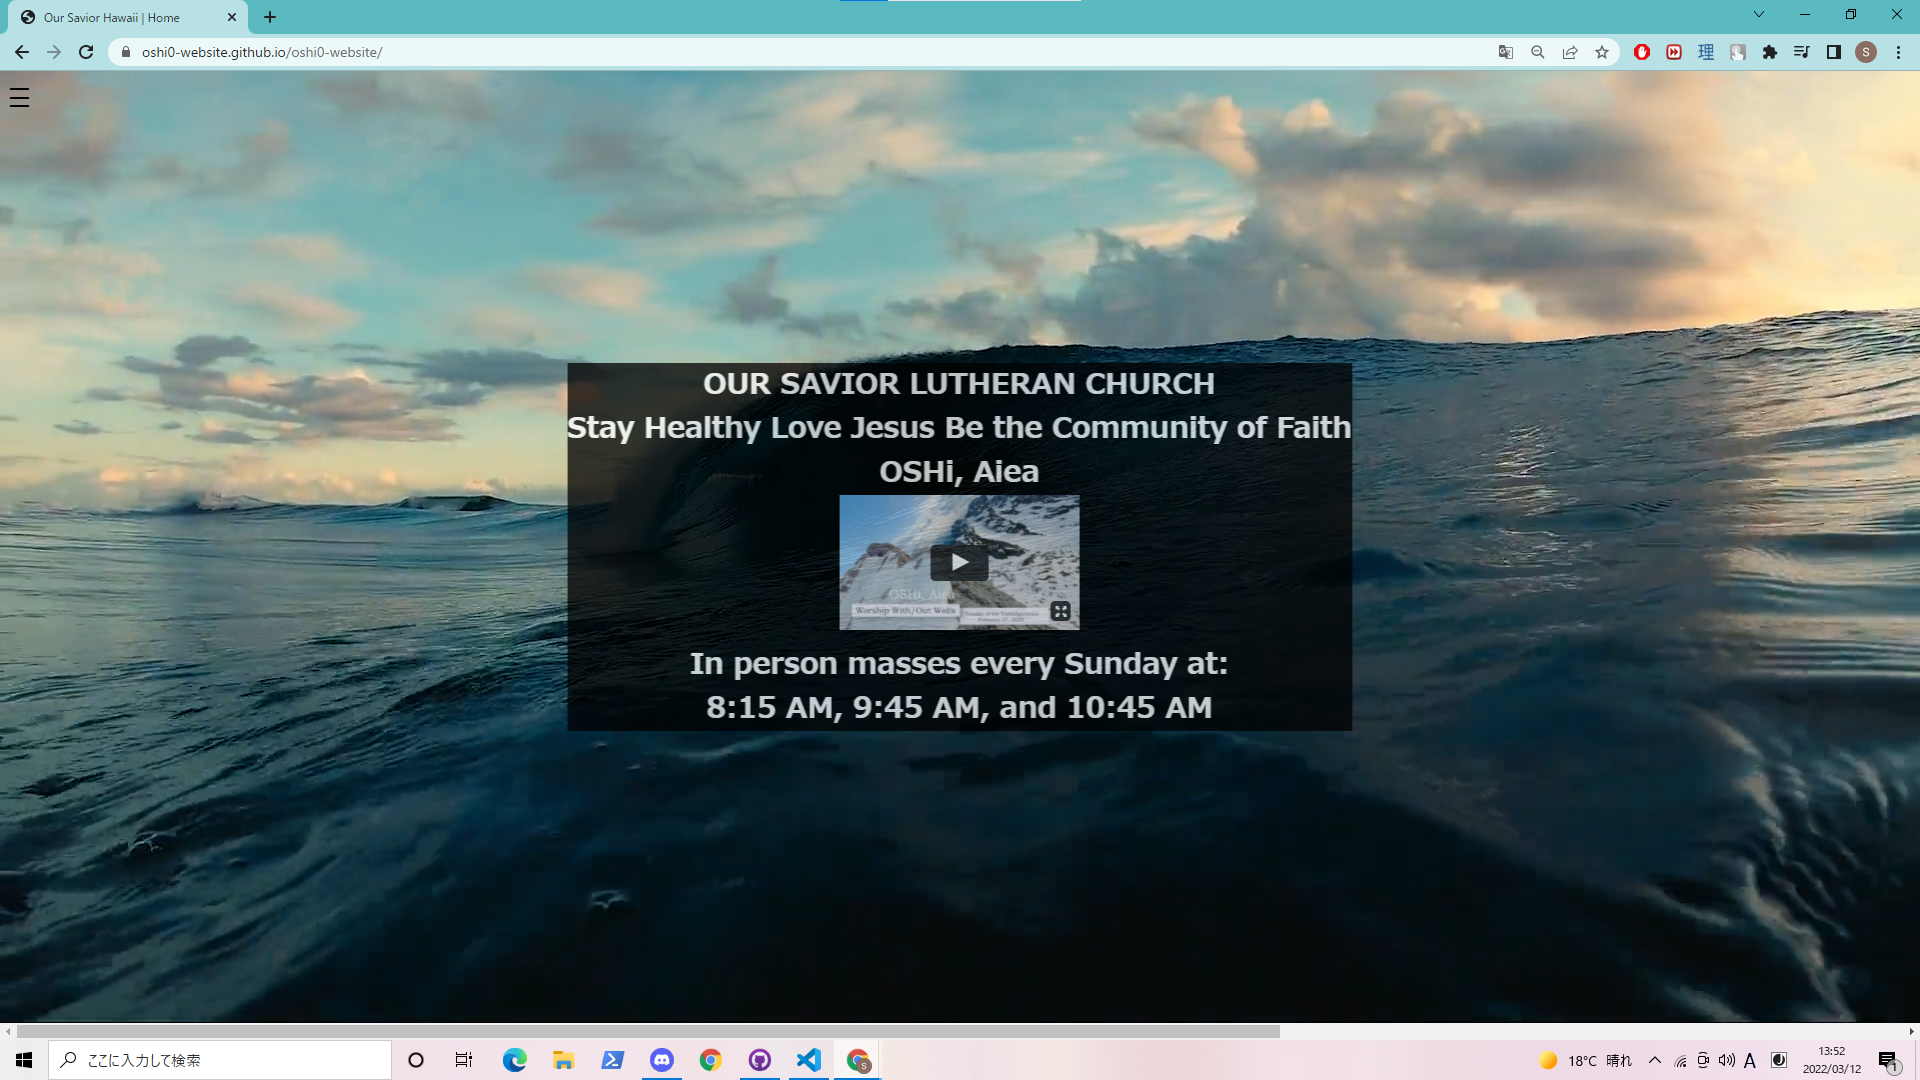 Our Savior Hawaii | Home
oshi0-website.github.io/oshi0-website/
理
S
OUR SAVIOR LUTHERAN CHURCH
Stay Healthy Love Jesus Be the Community of Faith
OSHi, Aiea
OSHi, Aiea
Worship With/Out Walls
In person masses every Sunday at:
8:15 AM, 9:45 AM, and 10:45 AM
ここに入力して検索
S
18°C 晴れ
A
13:52
2022/03/12
1